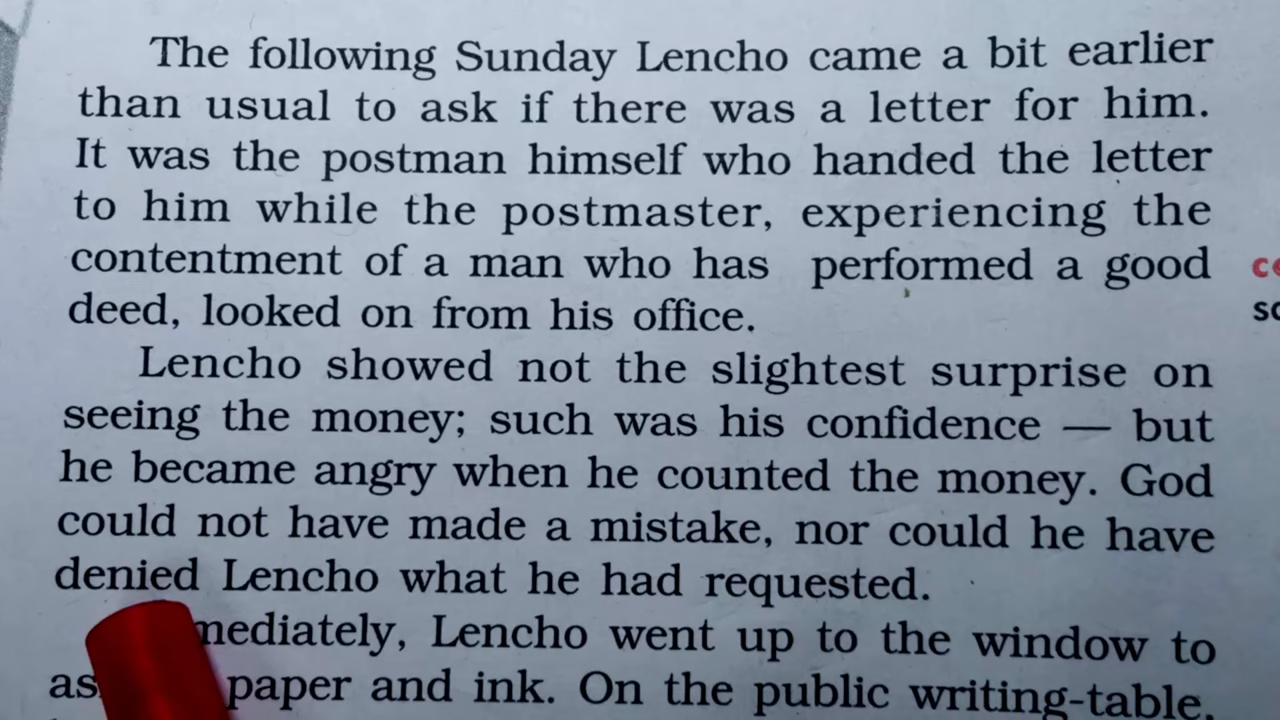 The following Sunday Lencho came a bit earlier
than usual to ask if there was a letter for him.
It was the postman himself who handed the letter
to him while the postmaster, experiencing the
contentment of a man who has performed a good
deed, looked on from his office.
Lencho showed not the slightest surprise on
seeing the money; such was his confidence — but
he became angry when he counted the money. God
could not have made a mistake, nor could he have
denied Lencho what he had requested.
Lencho went up to the window to
paper and ink. On the public writing-table,